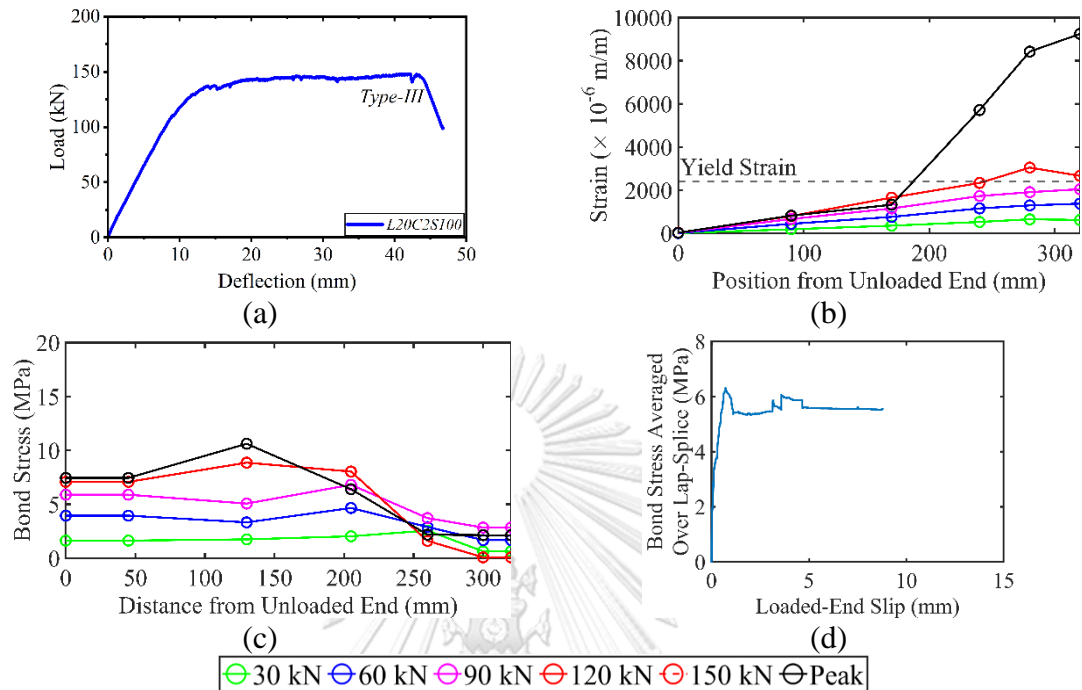 200
150
100
50
0
0 10 20 30 40 50
Load (kN)
Type-III
L20C2S100
Deflection (mm)
(a)
10000
8000
6000
4000
2000
0
0 100 200 300
Strain (× 10-6 m/m)
Yield Strain
Position from Unloaded End (mm)
(b)
20
15
10
5
0
0 50 100 150 200 250 300
Bond Stress (MPa)
Distance from Unloaded End (mm)
(c)
8
6
4
2
0
0 5 10 15
Bond Stress Averaged
Over Lap-Splice (MPa)
Loaded-End Slip (mm)
(d)
30 kN 60 kN 90 kN 120 kN 150 kN Peak